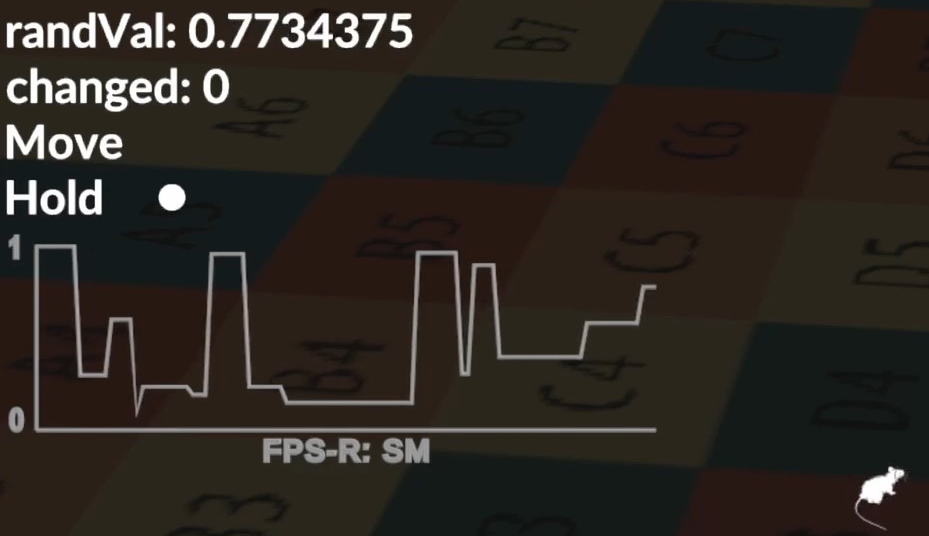 randVal: 0.7734375
changed: 0
Move
Hold
1
0
FPS-R: SM
B7
C7
A6
B6
C6
D6
A5
B5
C5
D5
A4
B4
C4
D4
B3